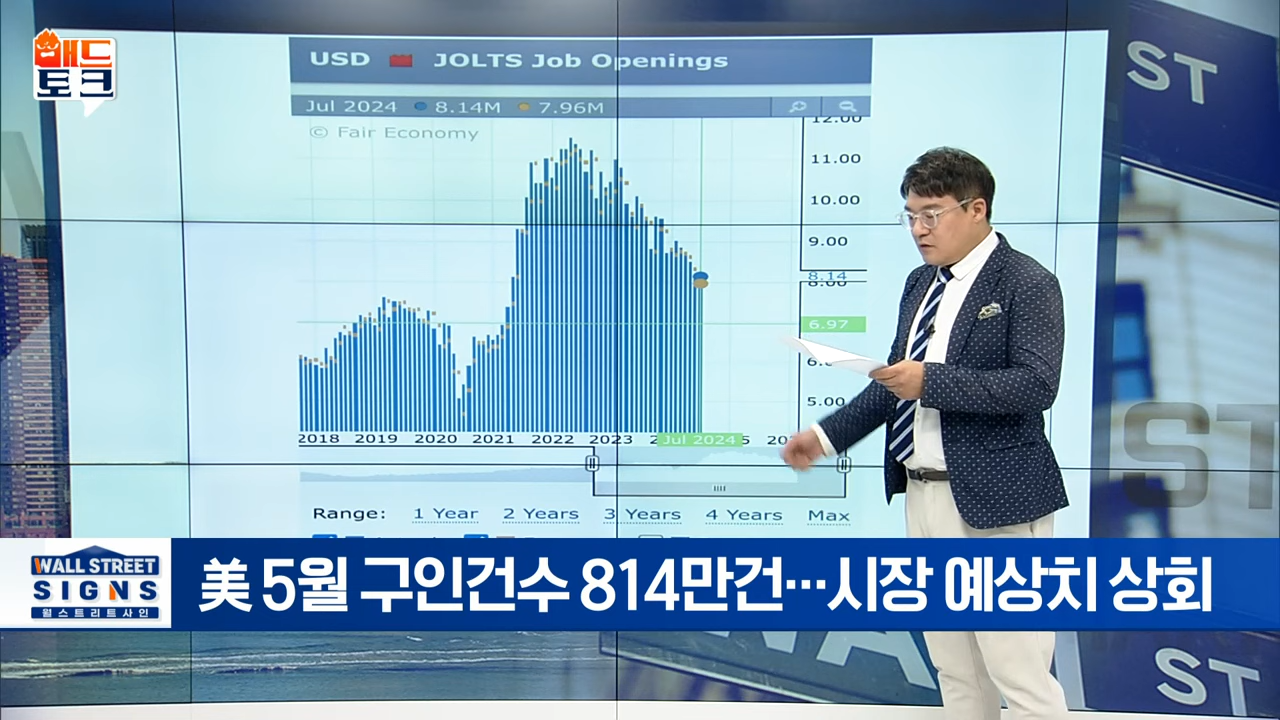 매드
토크
USD JOLTS Job Openings
Jul 2024 8.14M 7.96M
© Fair Economy
12.00
11.00
10.00
9.00
8.14
8.00
6.97
5.00
2018 2019 2020 2021 2022 2023 Jul 2024
Range: 1 Year 2 Years 3 Years 4 Years Max
ST
ST
WALL STREET
SIGNS
월스트리트사인
美 5월 구인건수 814만건…시장 예상치 상회
ST